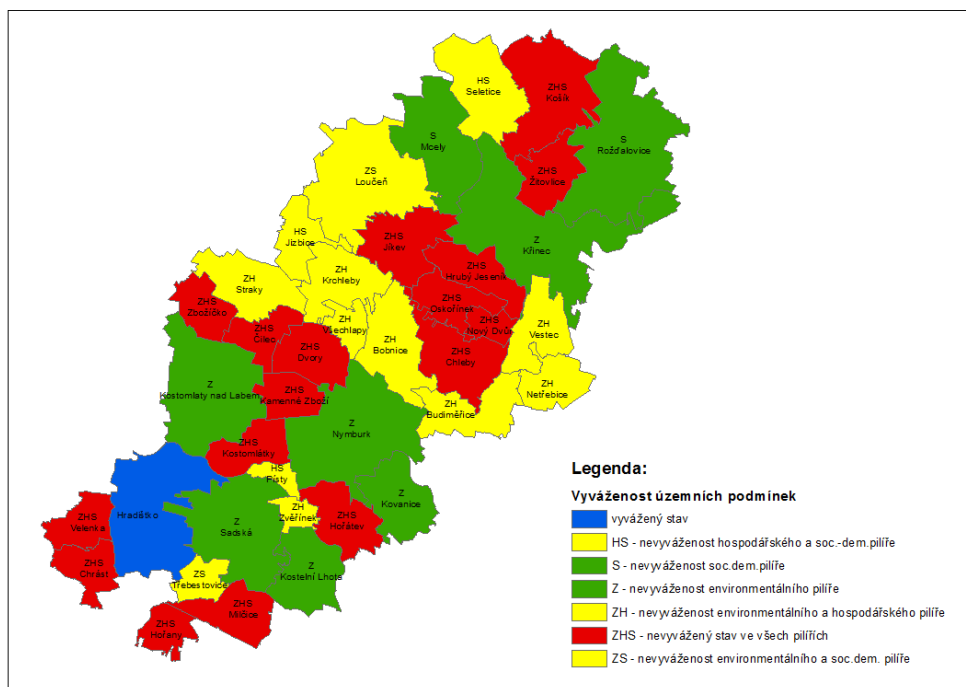 HS
Seletice
ZHS
Košík
S
Rožďalovice
S
Mcely
ZHS
Žitovlice
ZS
Loučeň
HS
Jizbice
ZHS
Jíkev
Z
Křinec
ZH
Krchleby
ZHS
Hrubý Jeseník
ZH
Straky
ZHS
Zbožíčko
ZHS
Oskořínek
ZHS
Čilec
ZH
Všechlapy
ZHS
Nový Dvůr
ZH
Vestec
ZHS
Dvory
ZH
Bobnice
ZHS
Chleby
Z
Kostomlaty nad Labem
ZHS
Kamenné Zboží
ZH
Netřebice
ZH
Budiměřice
Z
Nymburk
ZHS
Kostomlátky
HS
Písty
Z
Kovanice
Hradištko
ZH
Zvěřínek
ZHS
Hořátev
ZHS
Velenka
Z
Sadská
ZHS
Chrást
ZS
Třebestovice
Z
Kostelní Lhota
ZHS
Milčice
ZHS
Hořany
Legenda:
Vyváženost územních podmínek
vyvážený stav
HS - nevyváženost hospodářského a soc.-dem.pilíře
S - nevyváženost soc.dem.pilíře
Z - nevyváženost environmentálního pilíře
ZH - nevyváženost environmentálního a hospodářského pilíře
ZHS - nevyvážený stav ve všech pilířích
ZS - nevyváženost environmentálního a soc.dem. pilíře